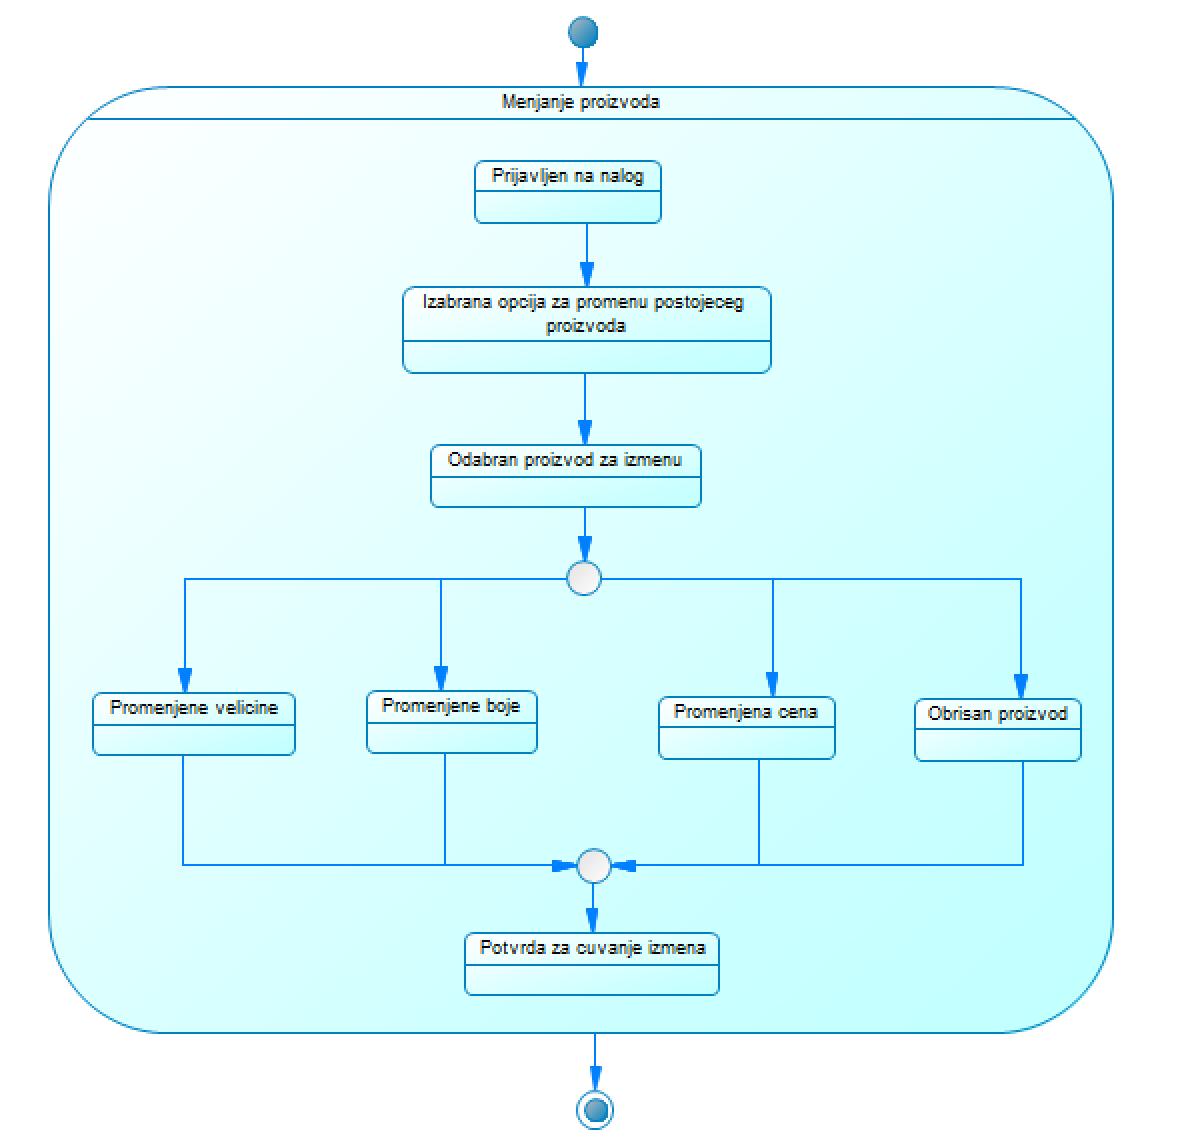 Menjanje proizvoda
Prijavljen na nalog
Izabrana opcija za promenu postojeceg
proizvoda
Odabran proizvod za izmenu
Promenjene velicine
Promenjene boje
Promenjena cena
Obrisan proizvod
Potvrda za cuvanje izmena